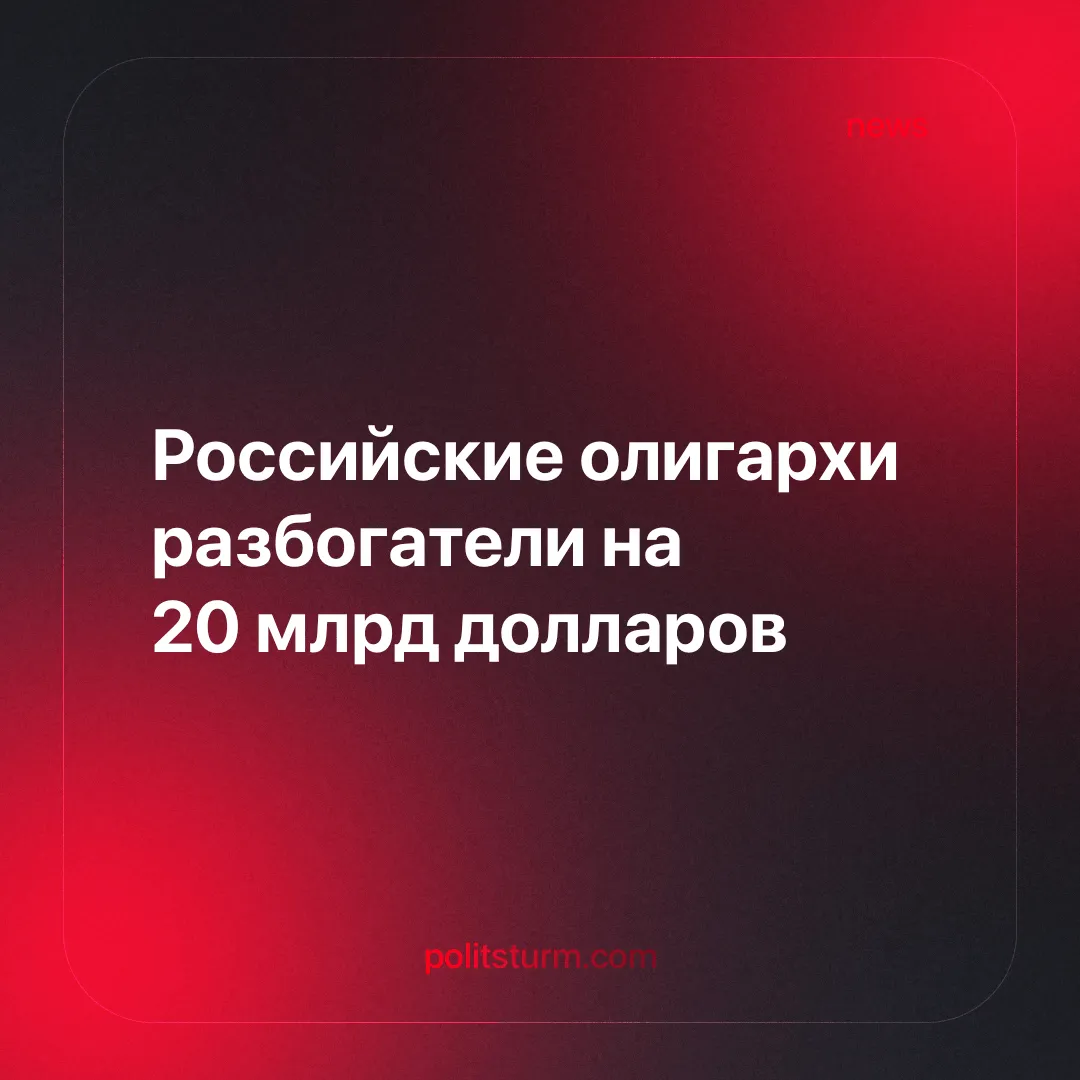 news
Российские олигархи
разбогатели на
20 млрд долларов
politsturm.com